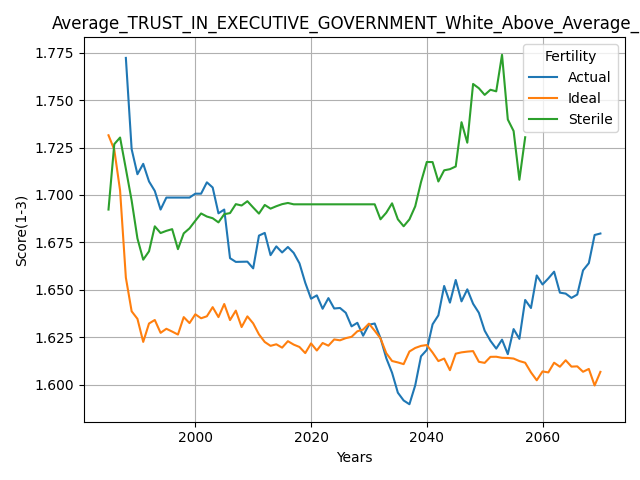 Average_TRUST_IN_EXECUTIVE_GOVERNMENT_White_Above_Average_
Fertility
Actual
Ideal
Sterile
1.775
1.750
1.725
1.700
1.675
1.650
1.625
1.600
Score(1-3)
2000
2020
2040
2060
Years